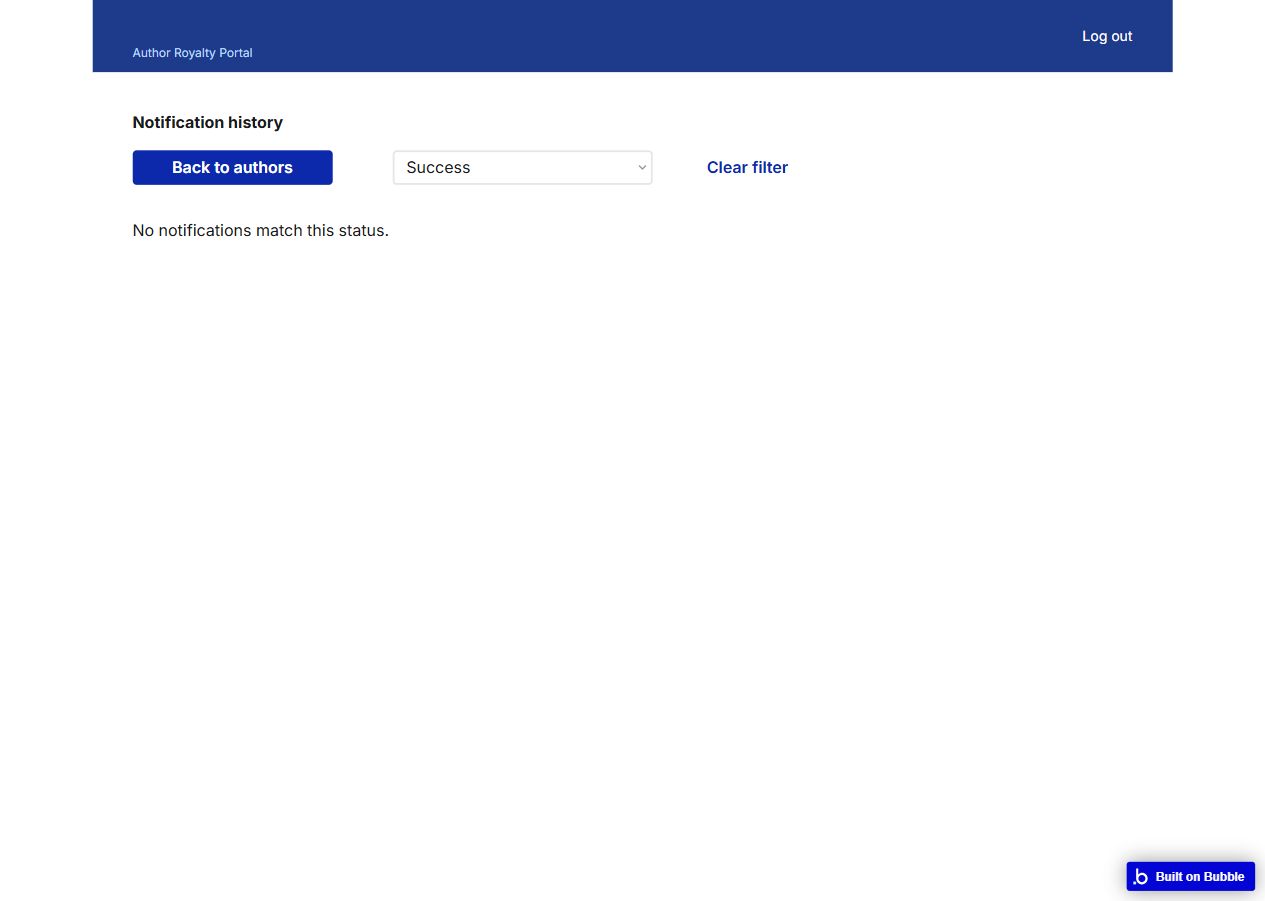 Log out
Author Royalty Portal
Notification history
Back to authors
Success
Clear filter
No notifications match this status.
b Built on Bubble